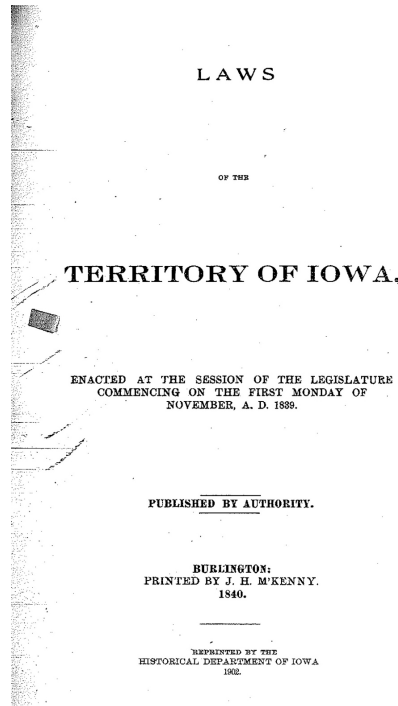 LAWS
OF THE
TERRITORY OF IOWA,
ENACTED AT THE SESSION OF THE LEGISLATURE
COMMENCING ON THE FIRST MONDAY OF
NOVEMBER, A. D. 1839.
PUBLISHED BY AUTHORITY.
BURLINGTON:
PRINTED BY J. H. M'KENNY.
1840.
REPRINTED BY THE
HISTORICAL DEPARTMENT OF IOWA
1902.